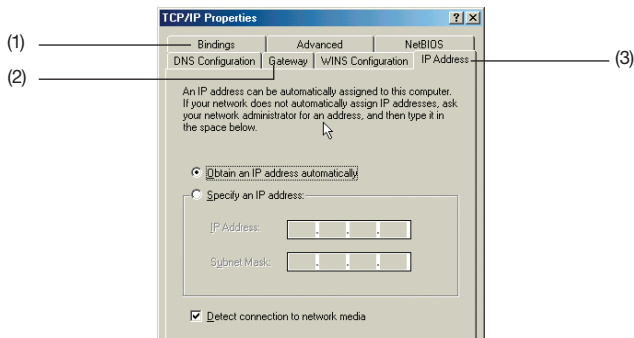 TCP/IP Properties
(1)
Bindings Advanced NetBIOS
DNS Configuration Gateway WINS Configuration IP Address
(3)
(2)
An IP address can be automatically assigned to this computer.
If your network does not automatically assign IP addresses, ask
your network administrator for an address, and then type it in
the space below.
Obtain an IP address automatically
Specify an IP address:
IP Address:
. . .
Subnet Mask:
. . .
Detect connection to network media